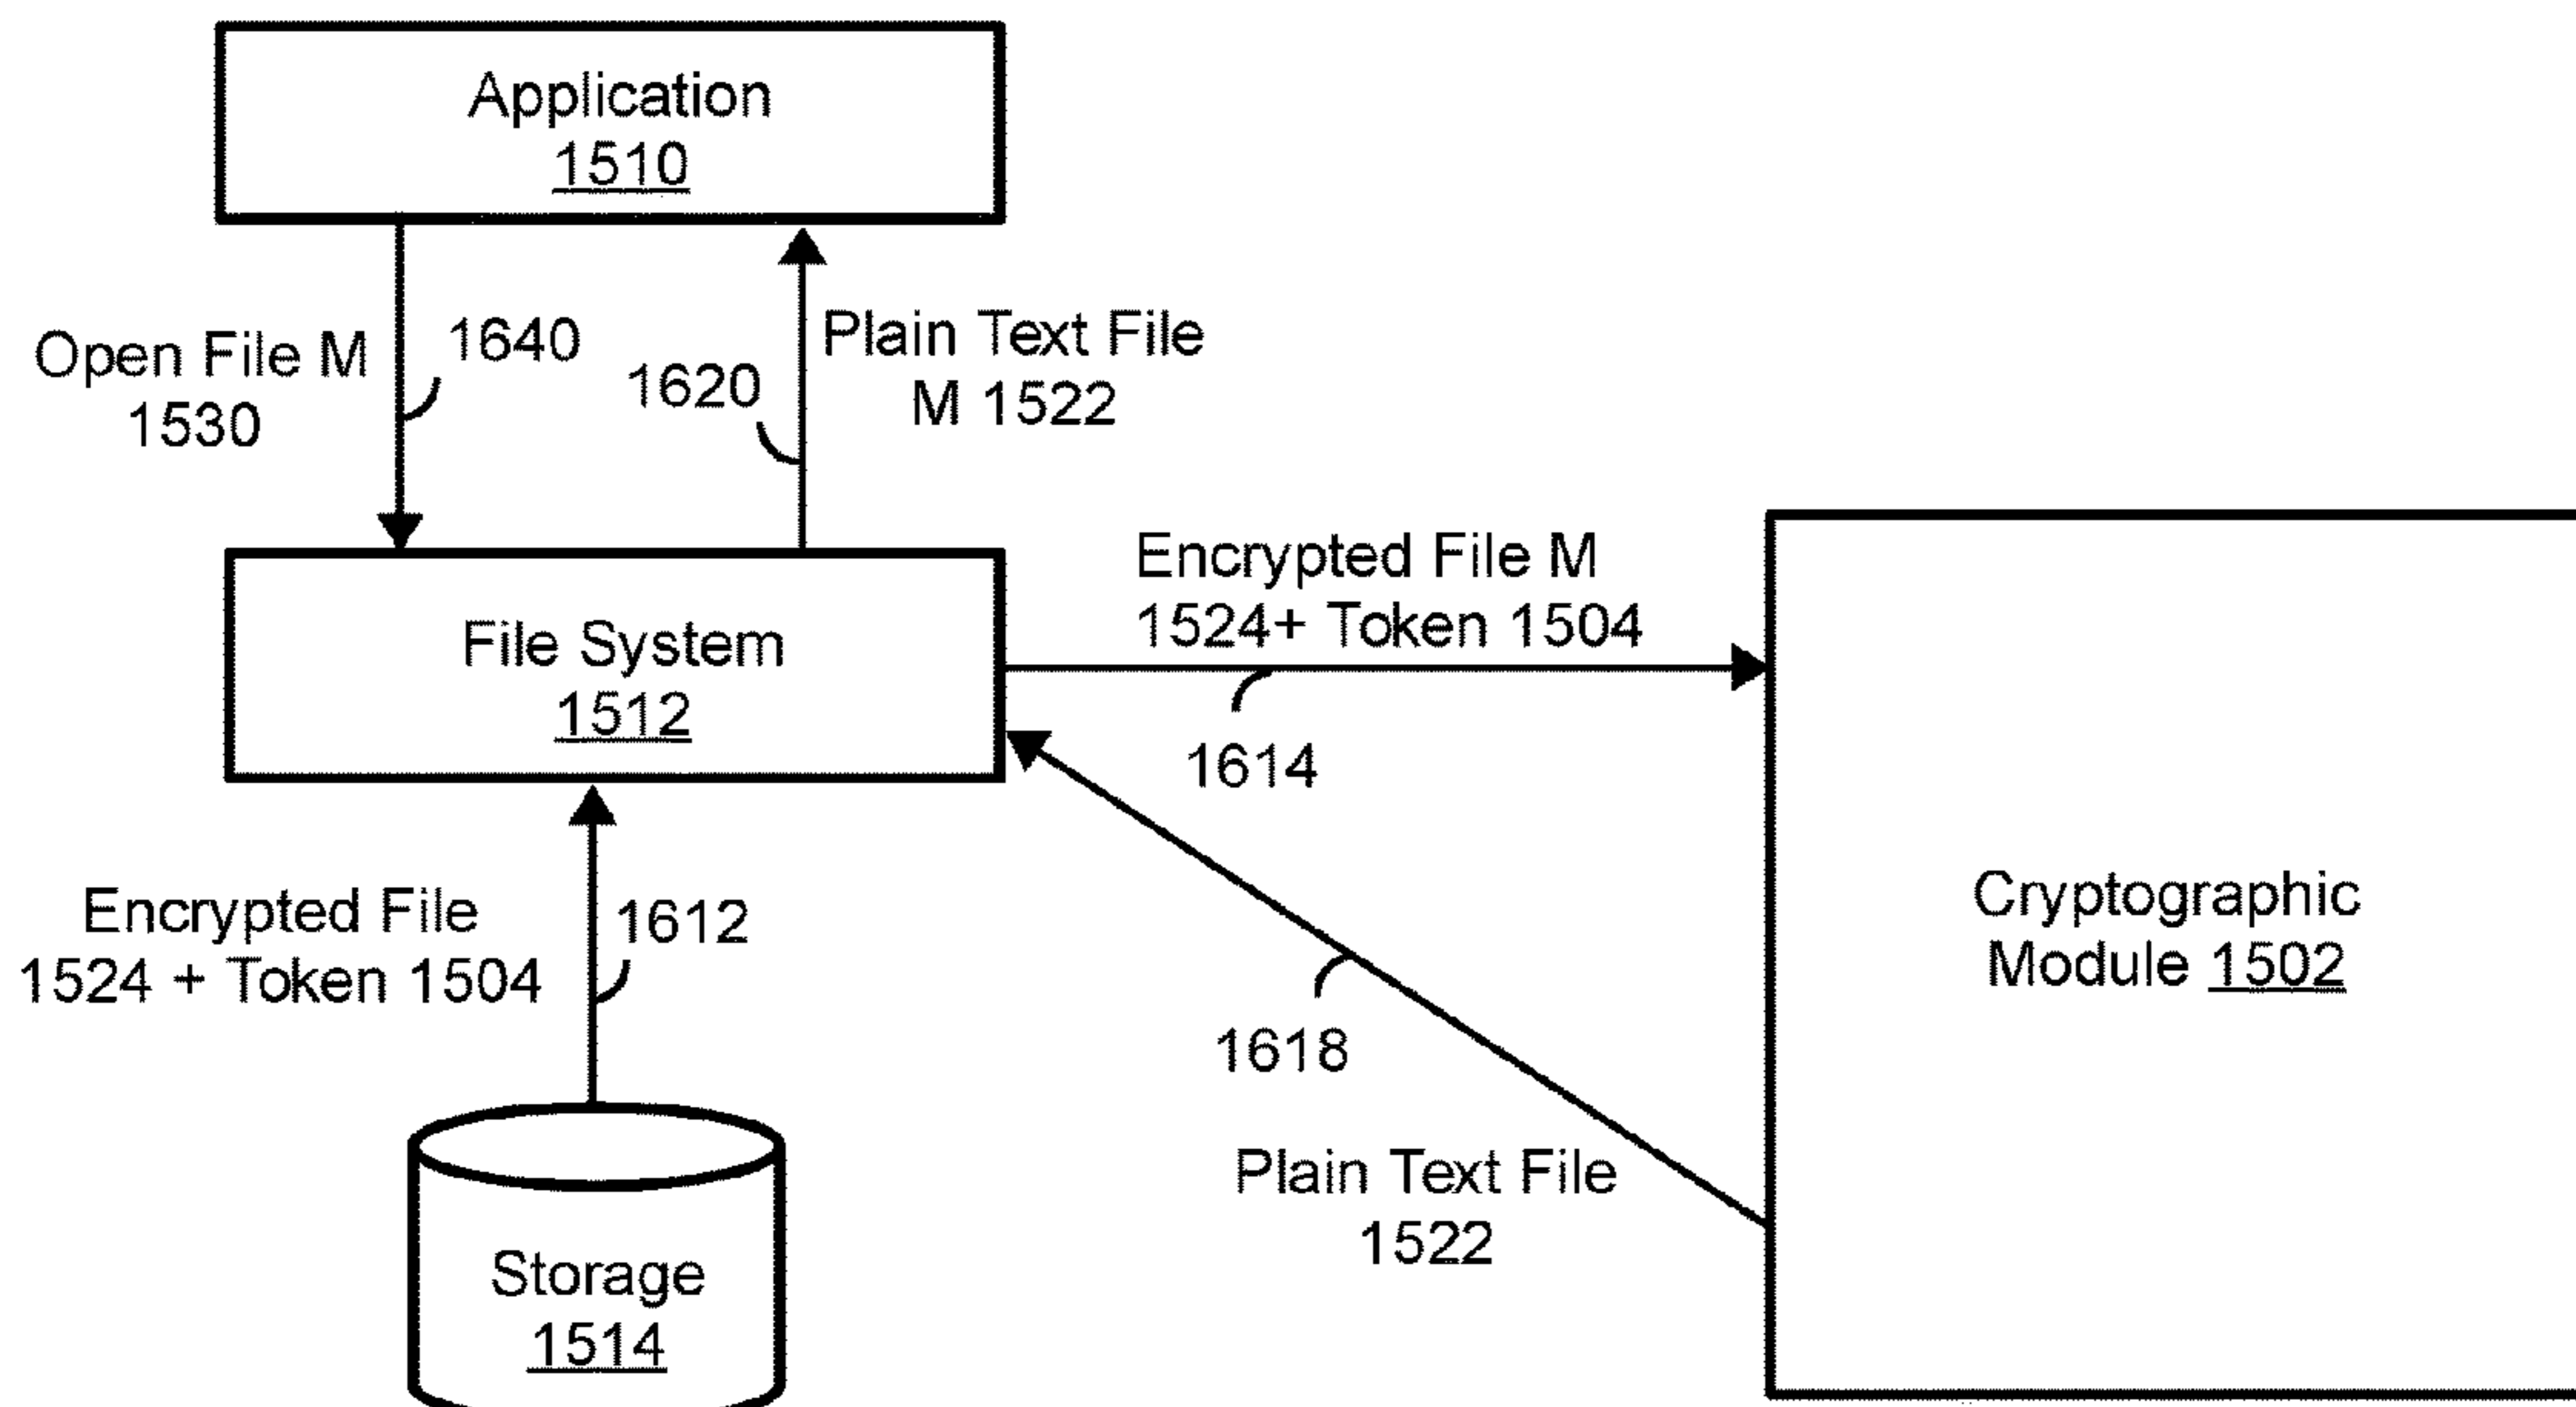 Application
1510
Open File M
1530
1640
1620
Plain Text File
M 1522
File System
1512
Encrypted File M
1524+ Token 1504
1614
Encrypted File
1524 + Token 1504
1612
1618
Plain Text File
1522
Cryptographic
Module 1502
Storage
1514